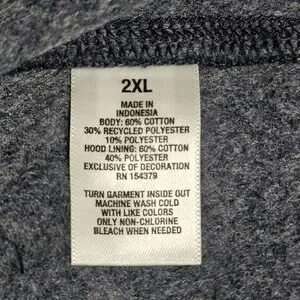 2XL
MADE IN
INDONESIA
BODY: 60% COTTON
30% RECYCLED POLYESTER
10% POLYESTER
HOOD LINING: 60% COTTON
40% POLYESTER
EXCLUSIVE OF DECORATION
RN 154379
TURN GARMENT INSIDE OUT
MACHINE WASH COLD
WITH LIKE COLORS
ONLY NON-CHLORINE
BLEACH WHEN NEEDED